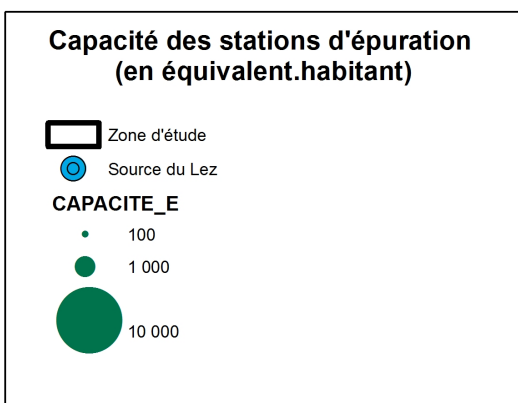 Capacité des stations d'épuration
(en équivalent.habitant)
Zone d'étude
Source du Lez
CAPACITE_E
100
1 000
10 000